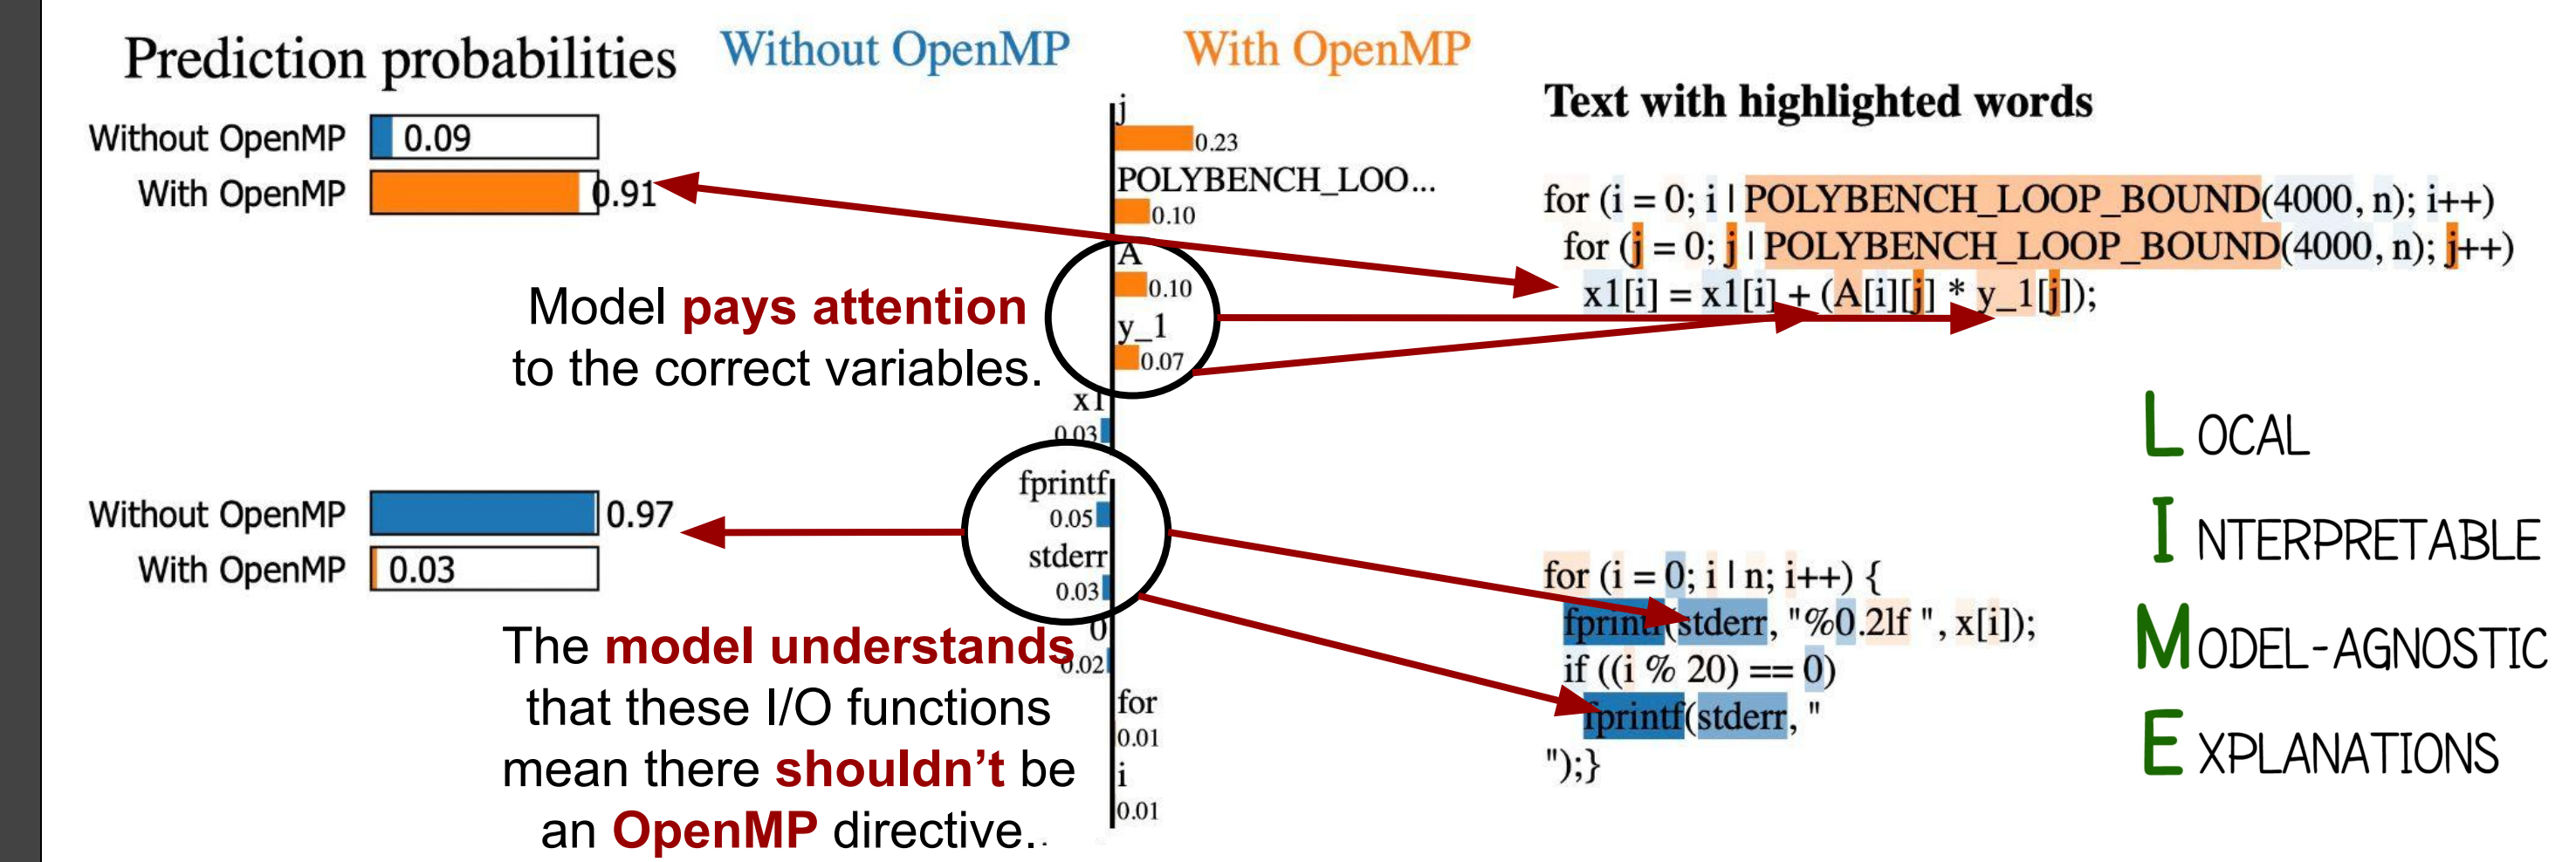 Prediction probabilities
Without OpenMP 0.09
With OpenMP 0.91
Without OpenMP With OpenMP
j
0.23
POLYBENCH_LOO...
0.10
A
0.10
y_1
0.07
x1
0.03
Model pays attention
to the correct variables.
Text with highlighted words
for (i = 0; i | POLYBENCH_LOOP_BOUND(4000, n); i++)
for (j = 0; j | POLYBENCH_LOOP_BOUND(4000, n); j++)
x1[i] = x1[i] + (A[i][j] * y_1[j]);
Without OpenMP 0.97
With OpenMP 0.03
fprintf
0.05
stderr
0.03
0
0.02
for
0.01
i
0.01
The model understands
that these I/O functions
mean there shouldn't be
an OpenMP directive.
for (i = 0; i | n; i++) {
fprintf(stderr, "%0.2lf ", x[i]);
if ((i % 20) == 0)
fprintf(stderr, "
");}
LOCAL
INTERPRETABLE
MODEL-AGNOSTIC
EXPLANATIONS